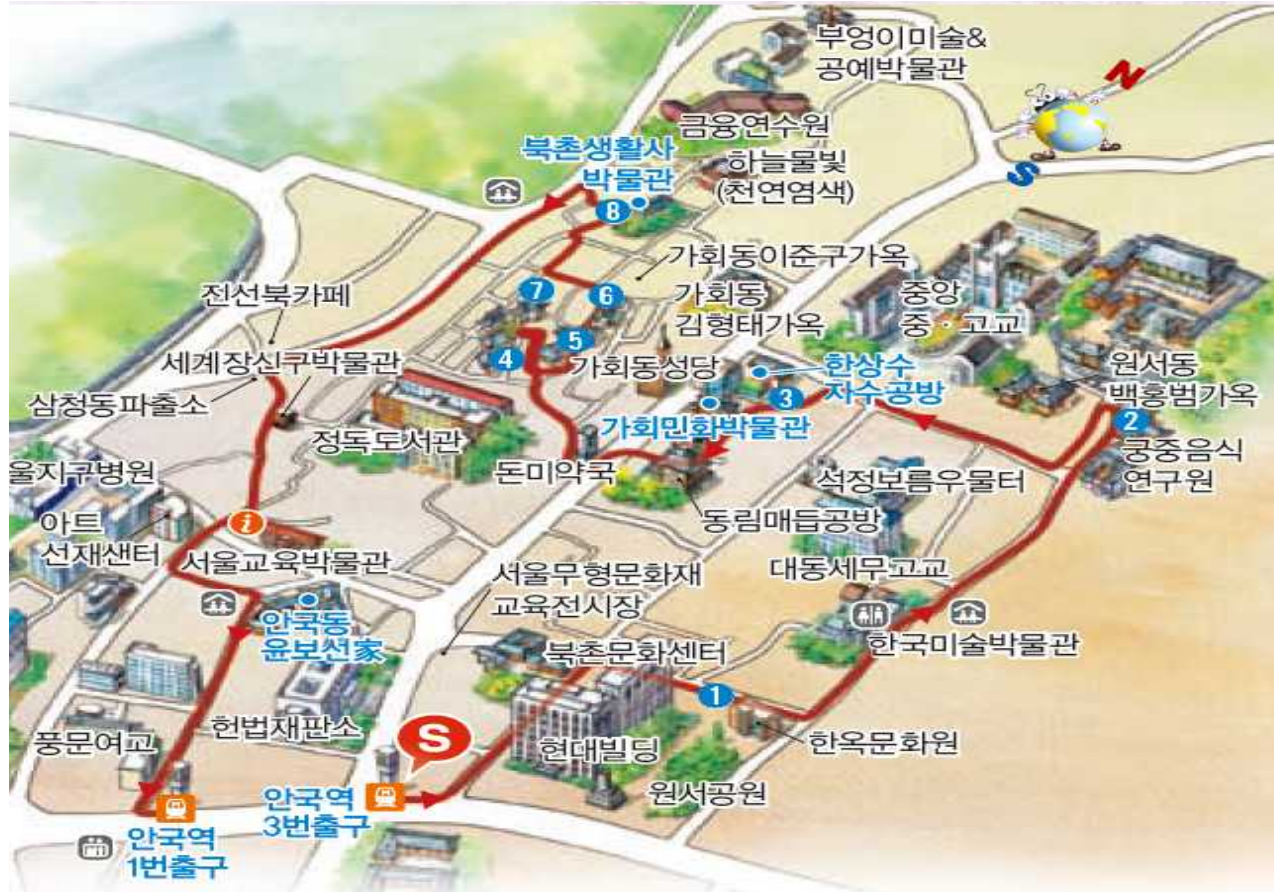 부엉이미술&
공예박물관
N
금융연수원
북촌생활사
박물관
하늘물빛
(천연염색)
S
8
가회동이준구가옥
전선북카페
7
6
가회동
김형태가옥
중앙
중·고교
세계장신구박물관
4
5
가회동성당
한상수
자수공방
원서동
백홍범가옥
삼청동파출소
3
2
정독도서관
가회민화박물관
궁중음식
연구원
울지구병원
돈미약국
석정보름우물터
아트
선재샌터
i
동림매듭공방
서울교육박물관
서울무형문화재
교육전시장
대동세무고교
안국동
윤보선家
북촌문화센터
한국미술박물관
1
헌법재판소
풍문여고
S
현대빌딩
한옥문화원
원서공원
안국역
3번출구
안국역
1번출구